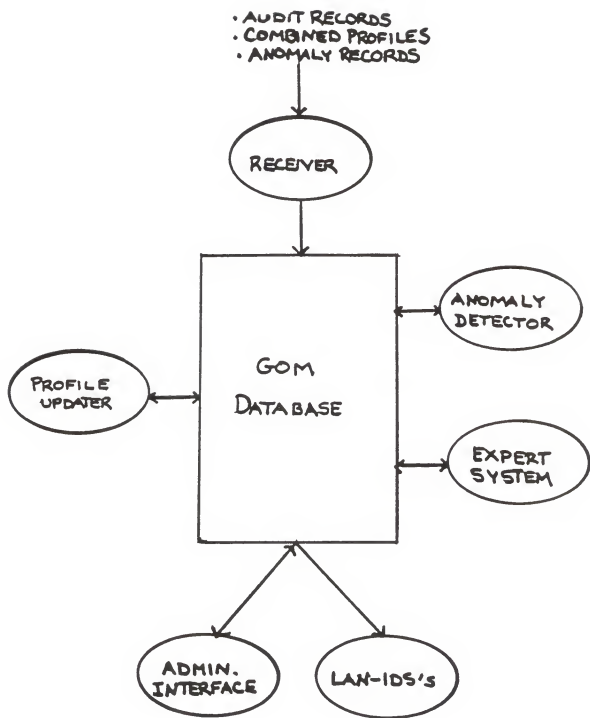 · AUDIT RECORDS
· COMBINED PROFILES
· ANOMALY RECORDS
RECEIVER
ANOMALY
DETECTOR
GOM
DATABASE
PROFILE
UPDATER
EXPERT
SYSTEM
ADMIN.
INTERFACE
LAN-IDS's